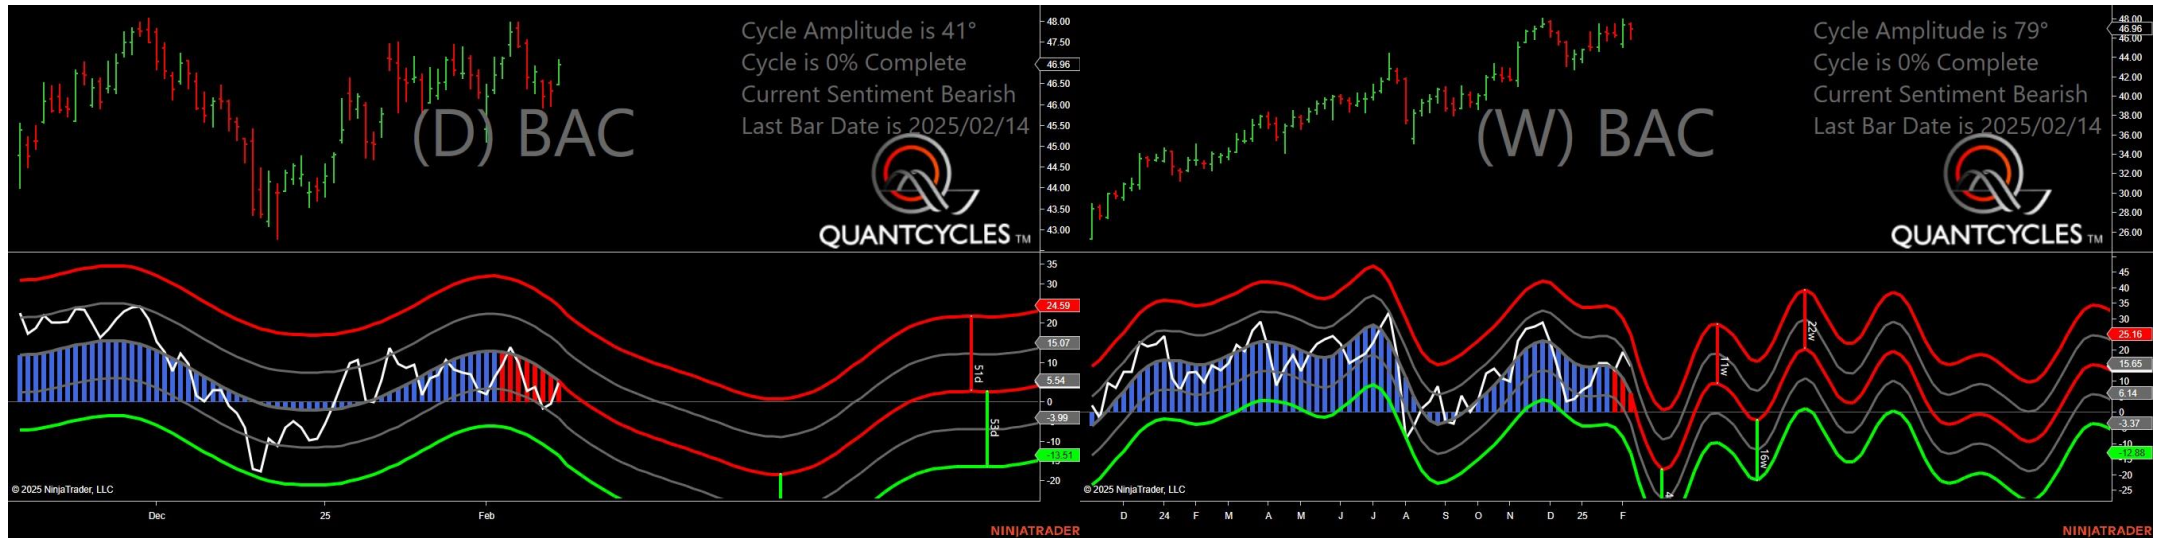 Cycle Amplitude is 41°
Cycle is 0% Complete
Current Sentiment Bearish
Last Bar Date is 2025/02/14
(D) BAC
QUANTCYCLES TM
48.00
47.50
46.96
46.50
46.00
45.50
45.00
44.50
44.00
43.50
43.00
35
24.59
20
15.07
10
5.54
0
-3.99
-10
-13.51
-20
51d
53d
© 2025 NinjaTrader, LLC
Dec
25
Feb
NINJATRADER
Cycle Amplitude is 79°
Cycle is 0% Complete
Current Sentiment Bearish
Last Bar Date is 2025/02/14
(W) BAC
QUANTCYCLES TM
48.00
46.96
46.00
44.00
42.00
40.00
38.00
36.00
34.00
32.00
30.00
28.00
26.00
45
40
35
30
25.16
20
15.65
10
6.14
0
-3.37
-10
-12.88
-20
-25
11w
22w
16w
4
© 2025 NinjaTrader, LLC
D 24 F M A M J J A S O N D 25 F
NINJATRADER